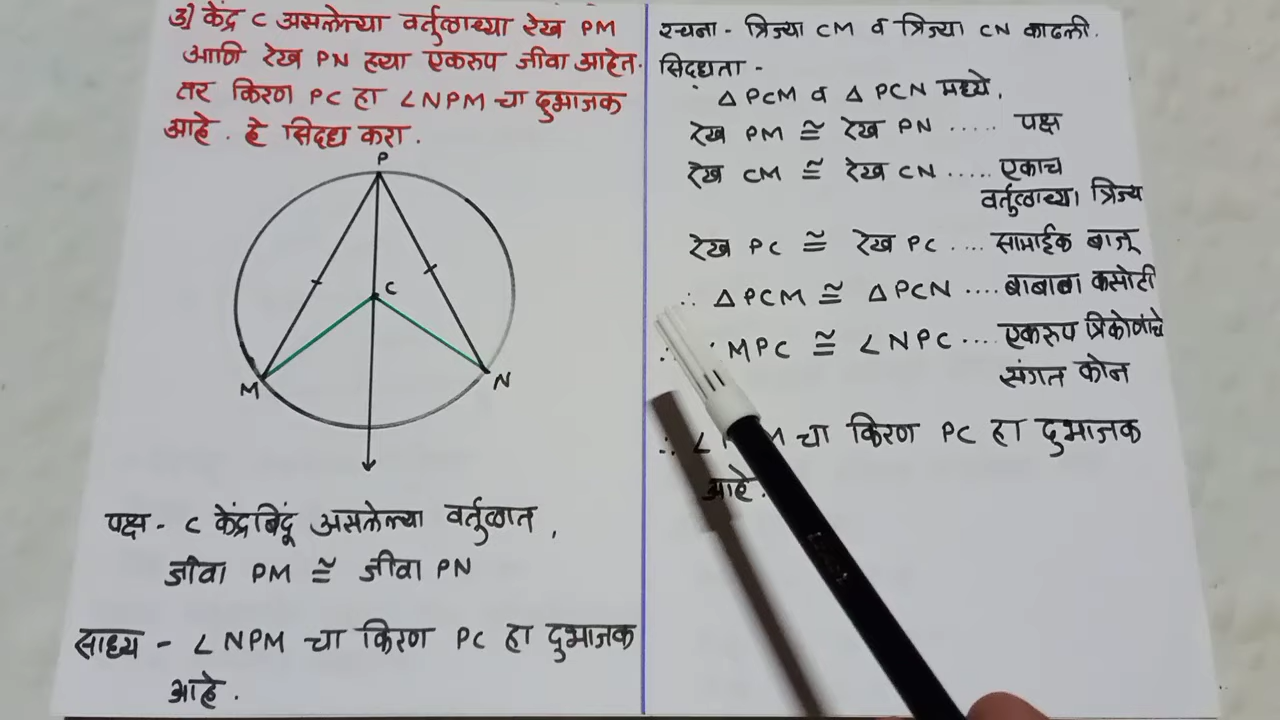 ३) केंद्र C असलेल्या वर्तुळाच्या रेख PM
आणि रेख PN ह्या एकरुप जीवा आहेत.
तर किरण PC हा ∠NPM चा दुभाजक
आहे. हे सिद्ध करा.
P
C
M
N
पक्ष - C केंद्रबिंदू असलेल्या वर्तुळात,
जीवा PM ≅ जीवा PN
साध्य - ∠NPM चा किरण PC हा दुभाजक
आहे.
रचना - त्रिज्या CM व त्रिज्या CN काढली.
सिद्धता -
△PCM व △PCN मध्ये,
रेख PM ≅ रेख PN ..... पक्ष
रेख CM ≅ रेख CN ..... एकाच
वर्तुळाच्या त्रिज्य
रेख PC ≅ रेख PC .... सामाईक बाजू
∴ △PCM ≅ △PCN .... बाबाबा कसोटी
∴ MPC ≅ ∠NPC .... एकरुप त्रिकोणाचे
संगत कोन
∴ ∠ M चा किरण PC हा दुभाजक
आहे.